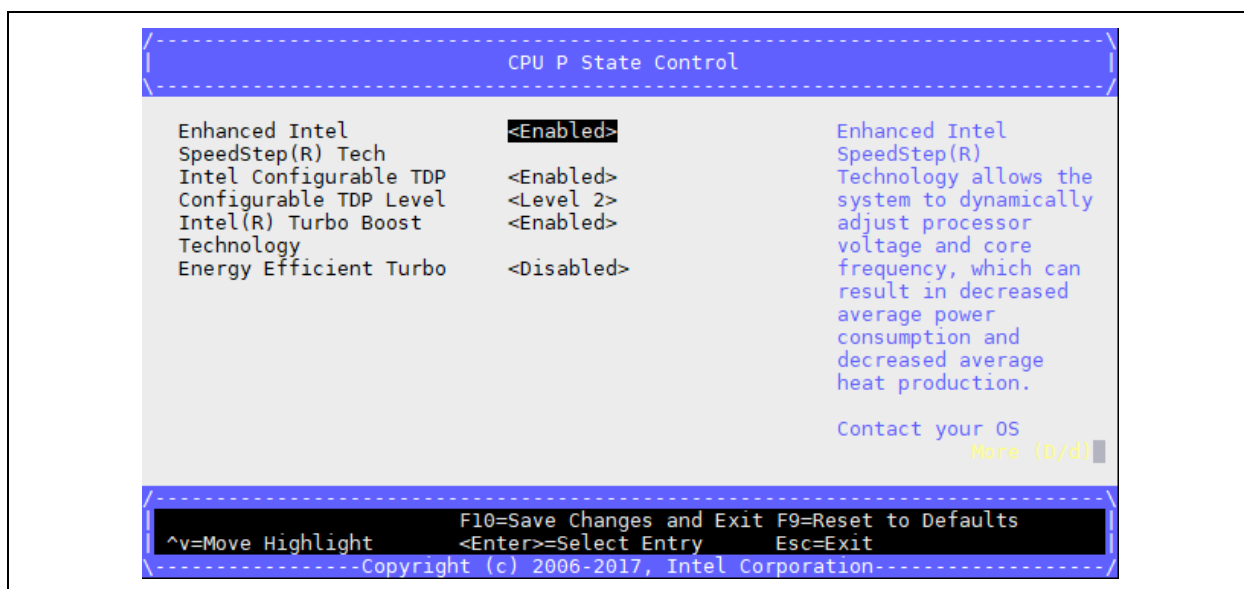 CPU P State Control
Enhanced Intel <Enabled>
SpeedStep(R) Tech
Intel Configurable TDP <Enabled>
Configurable TDP Level <Level 2>
Intel(R) Turbo Boost <Enabled>
Technology
Energy Efficient Turbo <Disabled>
Enhanced Intel
SpeedStep(R)
Technology allows the
system to dynamically
adjust processor
voltage and core
frequency, which can
result in decreased
average power
consumption and
decreased average
heat production.
Contact your OS
More (D/d)
F10=Save Changes and Exit F9=Reset to Defaults
^v=Move Highlight <Enter>=Select Entry Esc=Exit
Copyright (c) 2006-2017, Intel Corporation